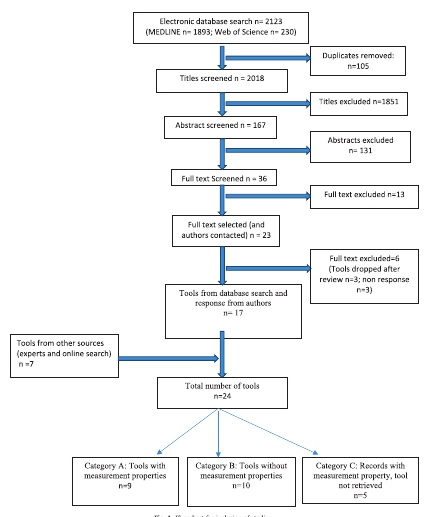 Electronic database search n= 2123
(MEDLINE n= 1893; Web of Science n= 230)
Duplicates removed:
n=105
Titles screened n = 2018
Titles excluded n=1851
Abstract screened n = 167
Abstracts excluded
n= 131
Full text Screened n = 36
Full text excluded n=13
Full text selected (and
authors contacted) n = 23
Full text excluded=6
(Tools dropped after
review n=3; non response
n=3)
Tools from database search and
response from authors
n= 17
Tools from other sources
(experts and online search)
n =7
Total number of tools
n=24
Category A: Tools with
measurement properties
n=9
Category B: Tools without
measurement properties
n=10
Category C: Records with
measurement property, tool
not retrieved
n=5